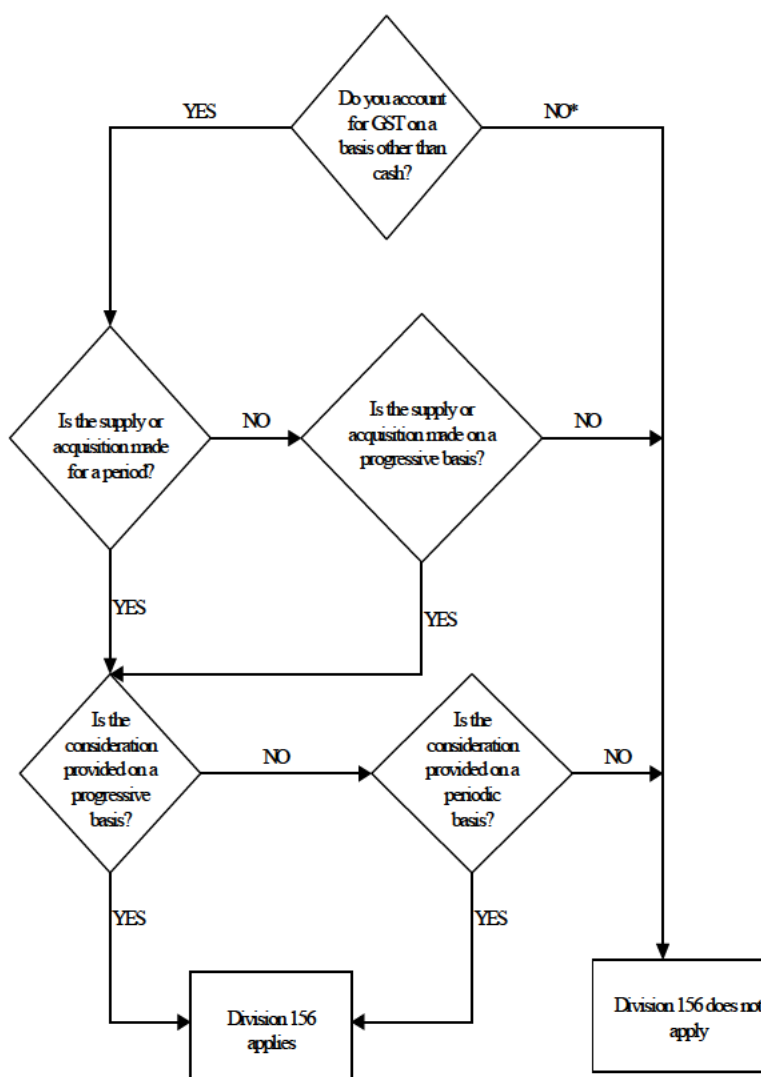 Do you account
for GST on a
basis other than
cash?
YES
NO*
Is the supply or
acquisition made
for a period?
NO
Is the supply or
acquisition made on a
progressive basis?
NO
YES
YES
Is the
consideration
provided on a
progressive
basis?
NO
Is the
consideration
provided on a
periodic
basis?
NO
YES
YES
Division 156
applies
Division 156 does not
apply